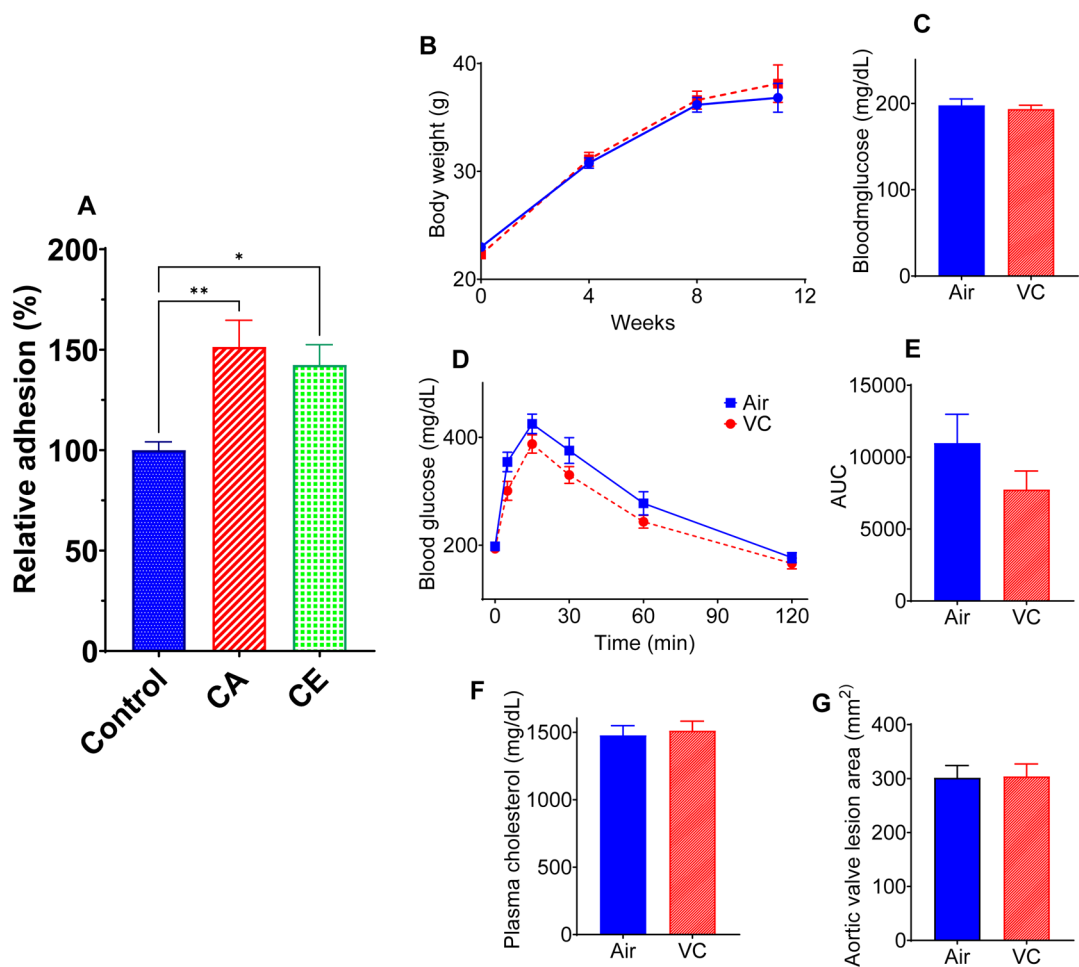 A
Relative adhesion (%)
200
150
100
50
0
*
**
Control
CA
CE
B
Body weight (g)
40
30
20
0
4
8
12
Weeks
C
Bloodmglucose (mg/dL)
200
100
0
Air
VC
D
Blood glucose (mg/dL)
400
200
Air
VC
0
30
60
90
120
Time (min)
E
AUC
15000
10000
5000
0
Air
VC
F
Plasma cholesterol (mg/dL)
1500
1000
500
0
Air
VC
G
Aortic valve lesion area (mm²)
400
300
200
100
0
Air
VC